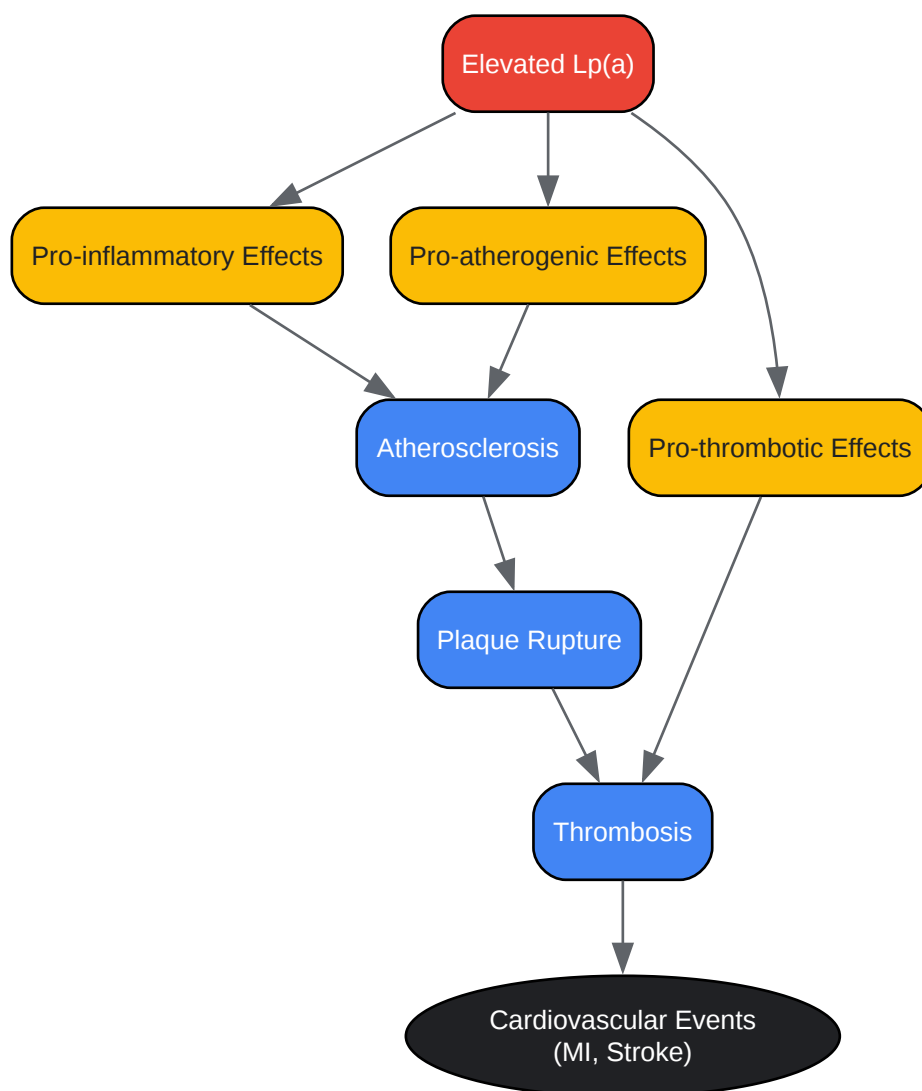 Elevated Lp(a)
Pro-inflammatory Effects
Pro-atherogenic Effects
Atherosclerosis
Pro-thrombotic Effects
Plaque Rupture
Thrombosis
Cardiovascular Events
(MI, Stroke)